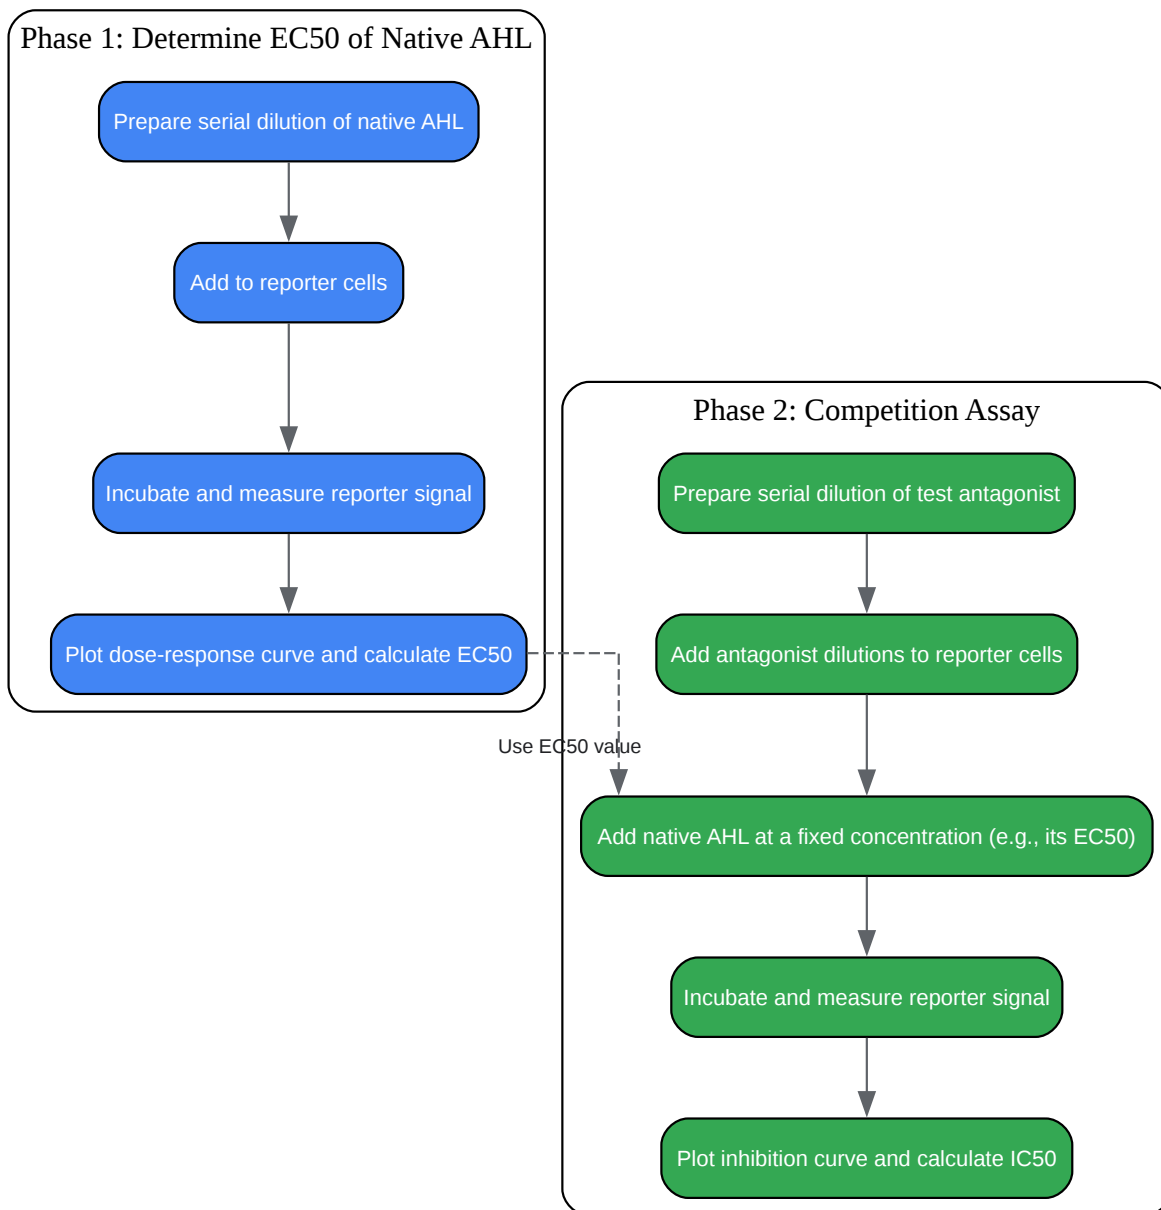 Phase 1: Determine EC50 of Native AHL
Prepare serial dilution of native AHL
Add to reporter cells
Incubate and measure reporter signal
Plot dose-response curve and calculate EC50
Use EC50 value
Phase 2: Competition Assay
Prepare serial dilution of test antagonist
Add antagonist dilutions to reporter cells
Add native AHL at a fixed concentration (e.g., its EC50)
Incubate and measure reporter signal
Plot inhibition curve and calculate IC50